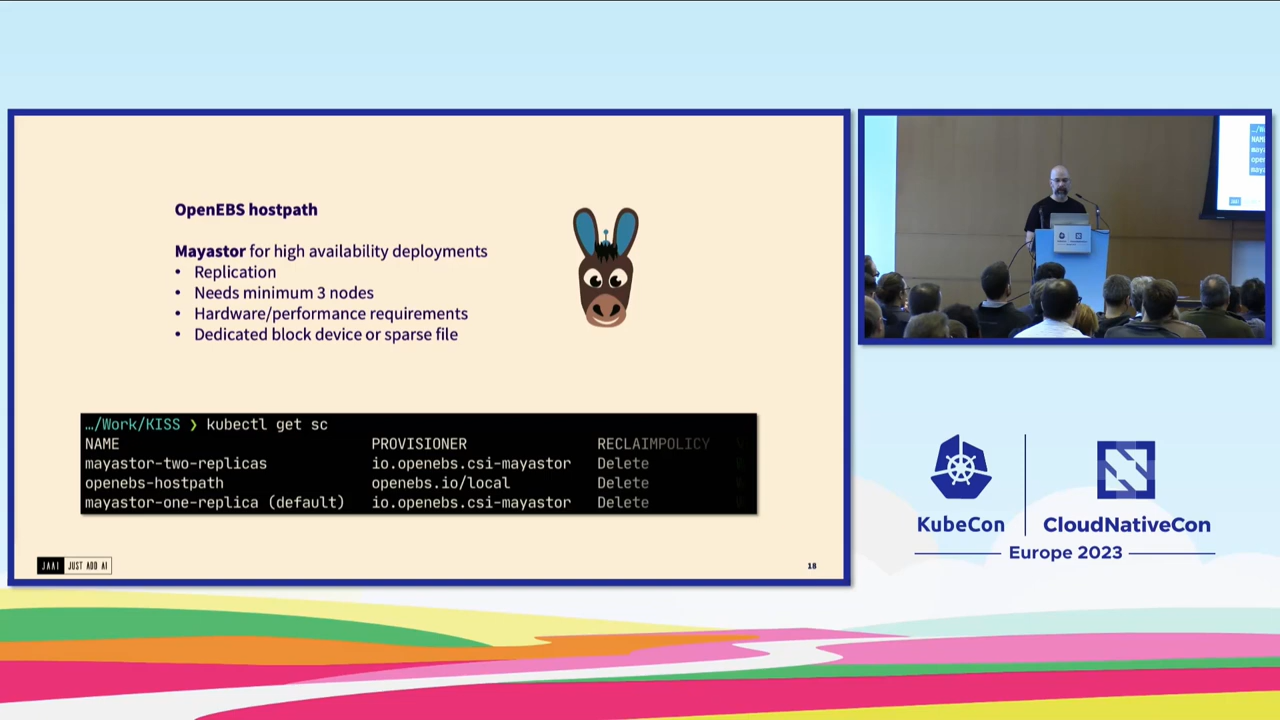 OpenEBS hostpath
Mayastor for high availability deployments
• Replication
• Needs minimum 3 nodes
• Hardware/performance requirements
• Dedicated block device or sparse file
…/Work/KISS ❯ kubectl get sc
NAME PROVISIONER RECLAIMPOLICY
mayastor-two-replicas io.openebs.csi-mayastor Delete
openebs-hostpath openebs.io/local Delete
mayastor-one-replica (default) io.openebs.csi-mayastor Delete
JAAI JUST ADD AI
18
KubeCon CloudNativeCon
Europe 2023